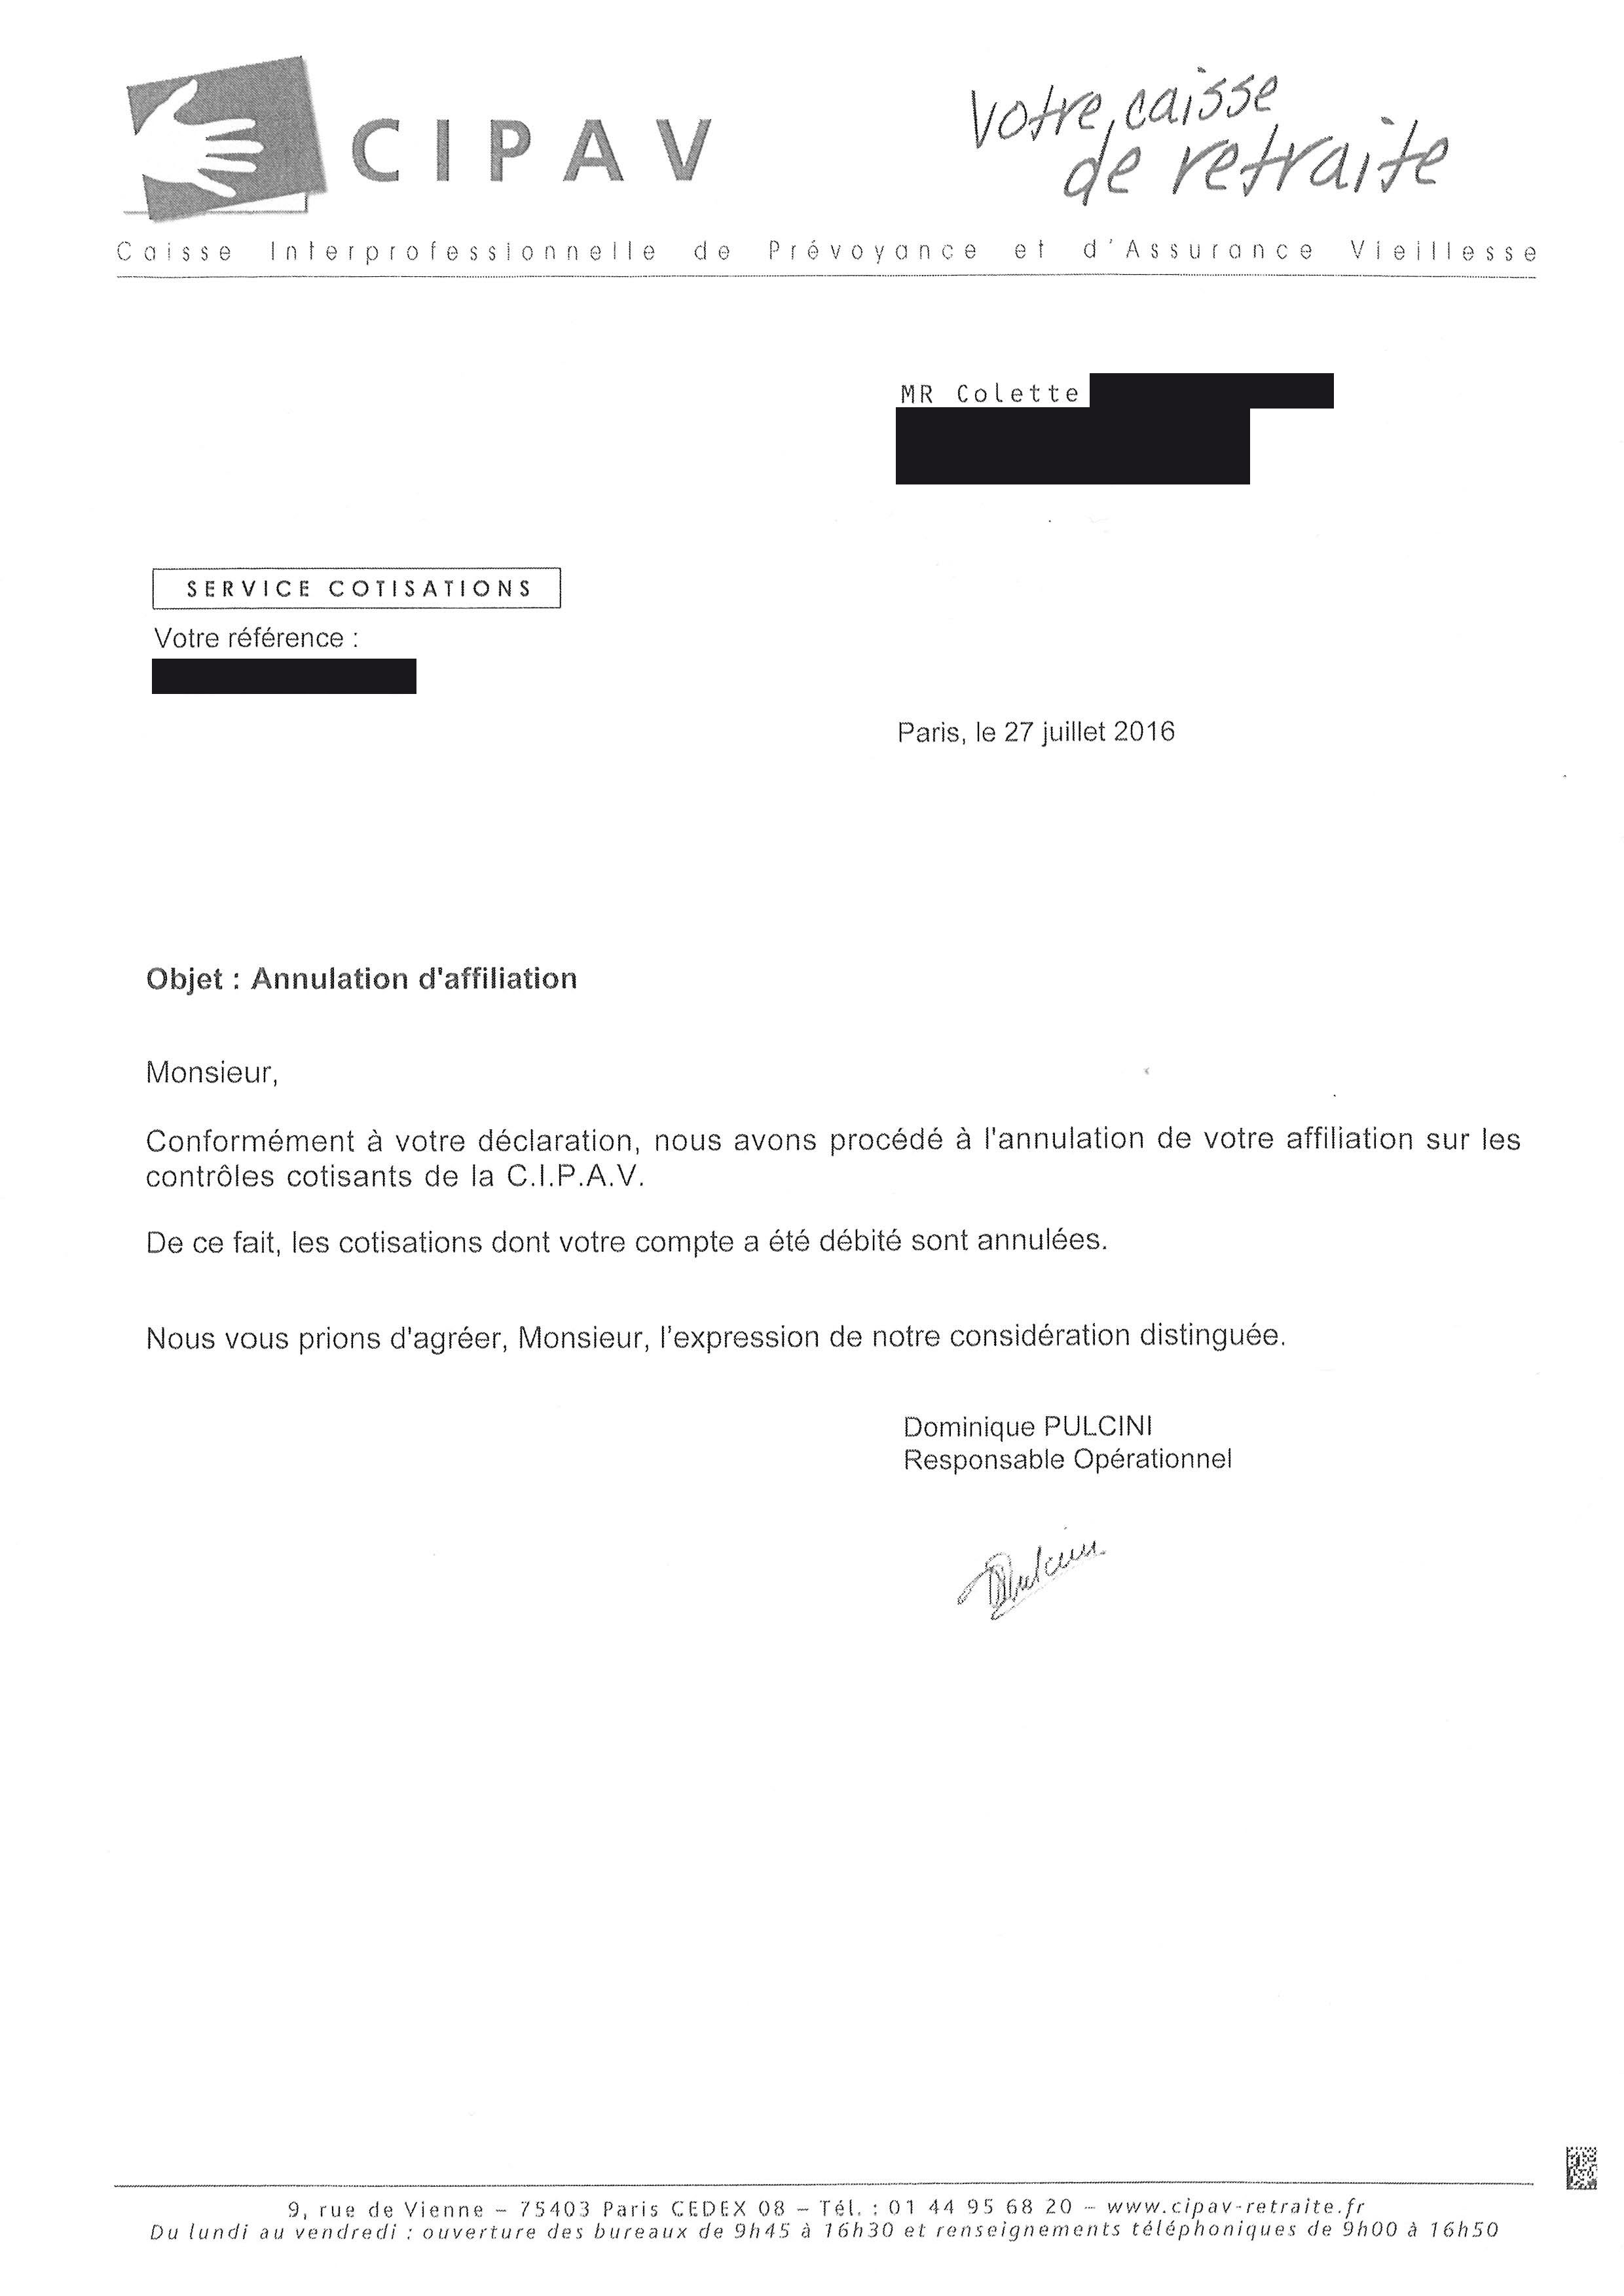 CIPAV
Votre caisse
de retraite
Caisse Interprofessionnelle de Prévoyance et d'Assurance Vieillesse
MR Colette
SERVICE COTISATIONS
Votre référence :
Paris, le 27 juillet 2016
Objet : Annulation d'affiliation
Monsieur,
Conformément à votre déclaration, nous avons procédé à l'annulation de votre affiliation sur les
contrôles cotisants de la C.I.P.A.V.
De ce fait, les cotisations dont votre compte a été débité sont annulées.
Nous vous prions d'agréer, Monsieur, l'expression de notre considération distinguée.
Dominique PULCINI
Responsable Opérationnel
9, rue de Vienne – 75403 Paris CEDEX 08 – Tél. : 01 44 95 68 20 – www.cipav-retraite.fr
Du lundi au vendredi : ouverture des bureaux de 9h45 à 16h30 et renseignements téléphoniques de 9h00 à 16h50